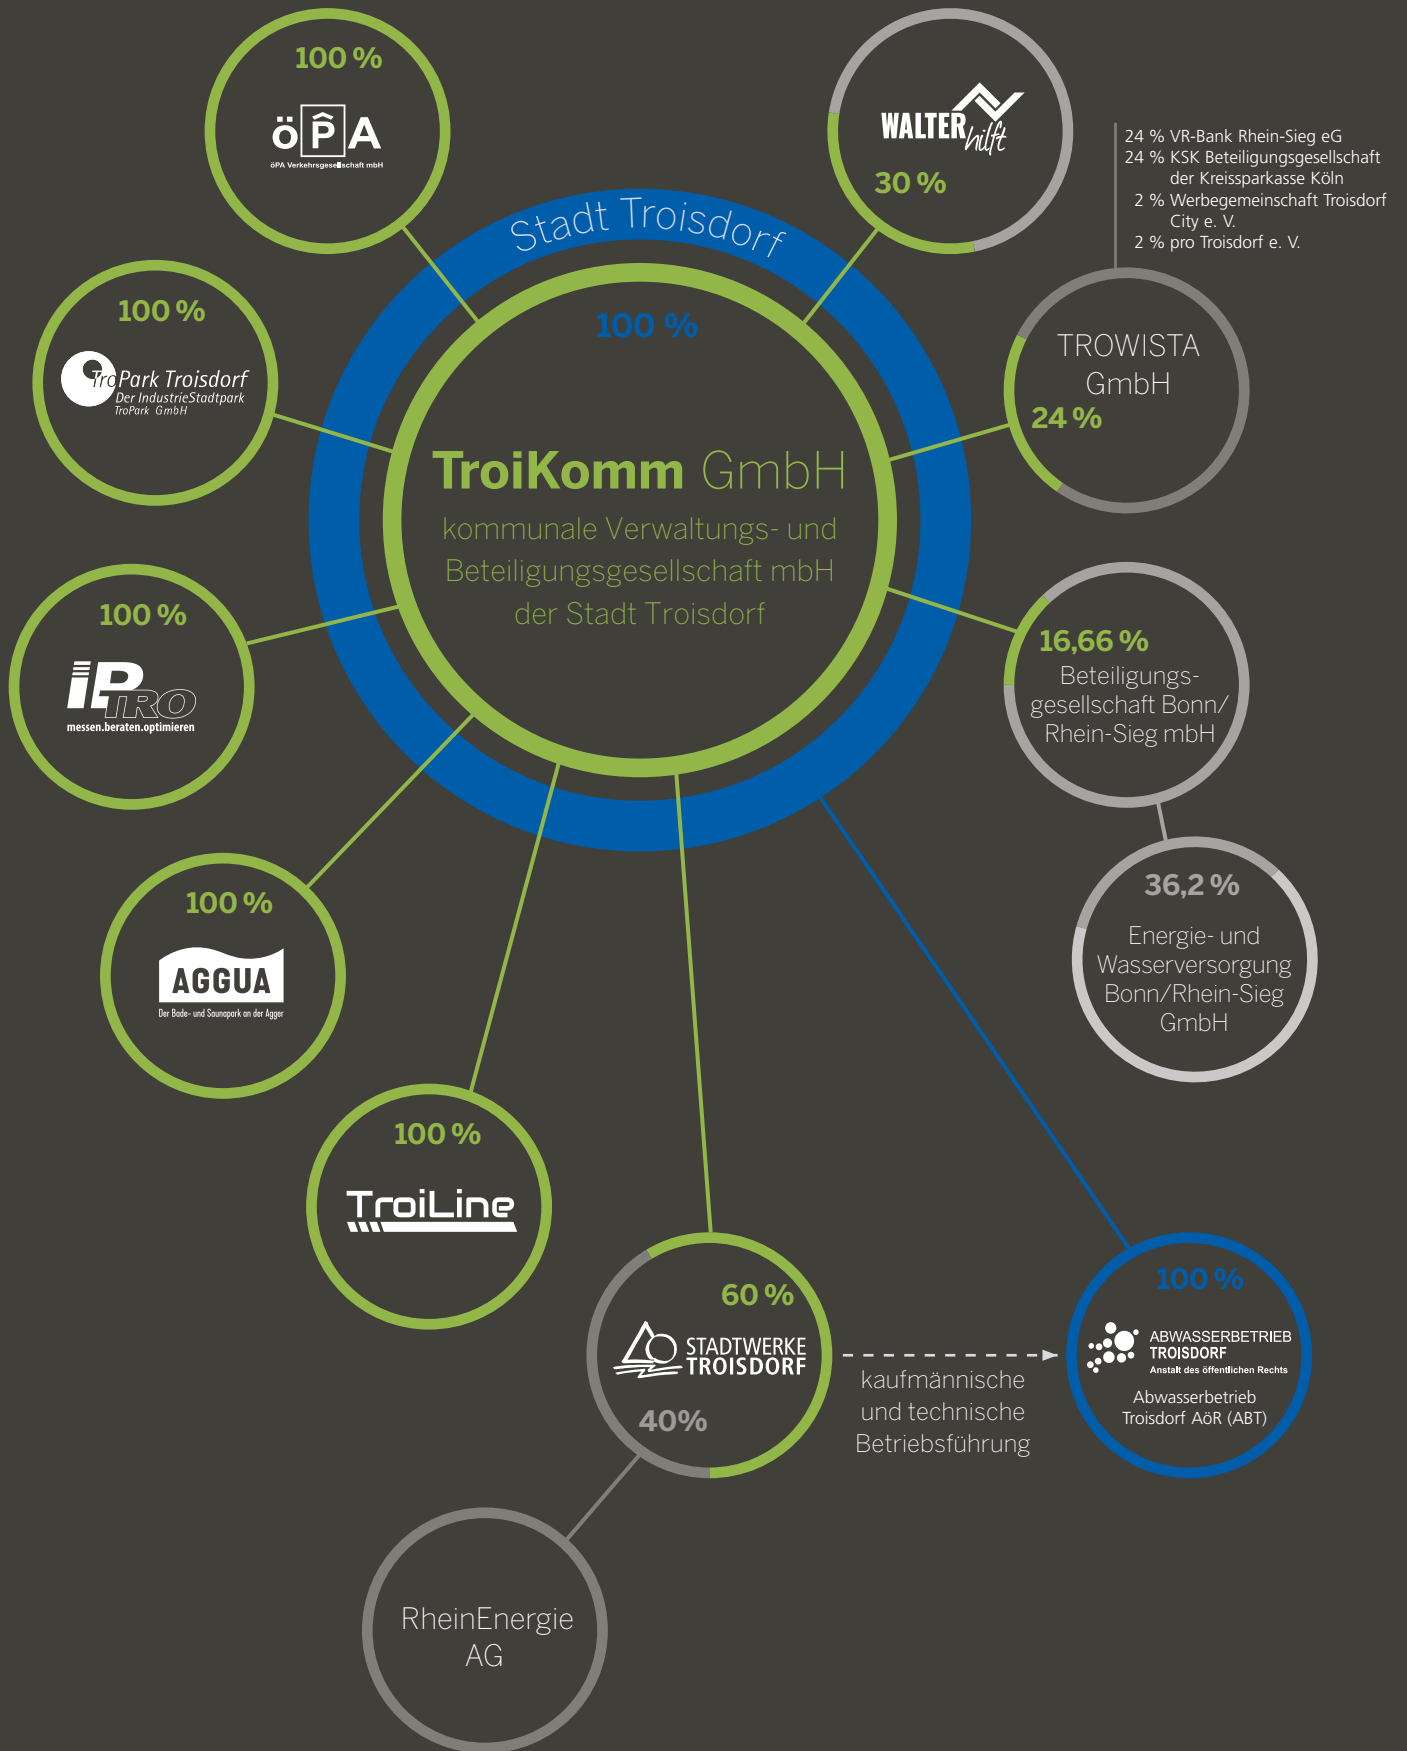 100 %
öPA
öPA Verkehrsgesellschaft mbH
WALTER
hilft
30 %
24 % VR-Bank Rhein-Sieg eG
24 % KSK Beteiligungsgesellschaft
der Kreissparkasse Köln
2 % Werbegemeinschaft Troisdorf
City e. V.
2 % pro Troisdorf e. V.
Stadt Troisdorf
100 %
TroPark Troisdorf
Der IndustrieStadtpark
TroPark GmbH
100 %
TROWISTA
GmbH
24 %
TroiKomm GmbH
kommunale Verwaltungs- und
Beteiligungsgesellschaft mbH
der Stadt Troisdorf
100 %
iPTRO
messen.beraten.optimieren
16,66 %
Beteiligungs-
gesellschaft Bonn/
Rhein-Sieg mbH
36,2 %
Energie- und
Wasserversorgung
Bonn/Rhein-Sieg
GmbH
100 %
AGGUA
Der Bade- und Saunapark an der Agger
100 %
TroiLine
60 %
STADTWERKE
TROISDORF
40%
kaufmännische
und technische
Betriebsführung
100 %
ABWASSERBETRIEB
TROISDORF
Anstalt des öffentlichen Rechts
Abwasserbetrieb
Troisdorf AöR (ABT)
RheinEnergie
AG